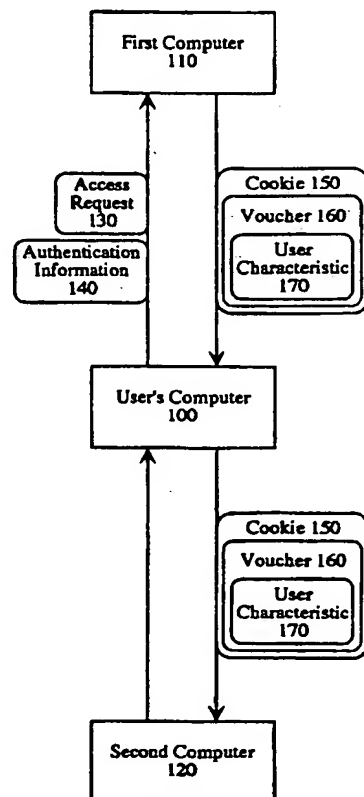 First Computer
110
Access
Request
130
Authentication
Information
140
Cookie 150
Voucher 160
User
Characteristic
170
User's Computer
100
Cookie 150
Voucher 160
User
Characteristic
170
Second Computer
120